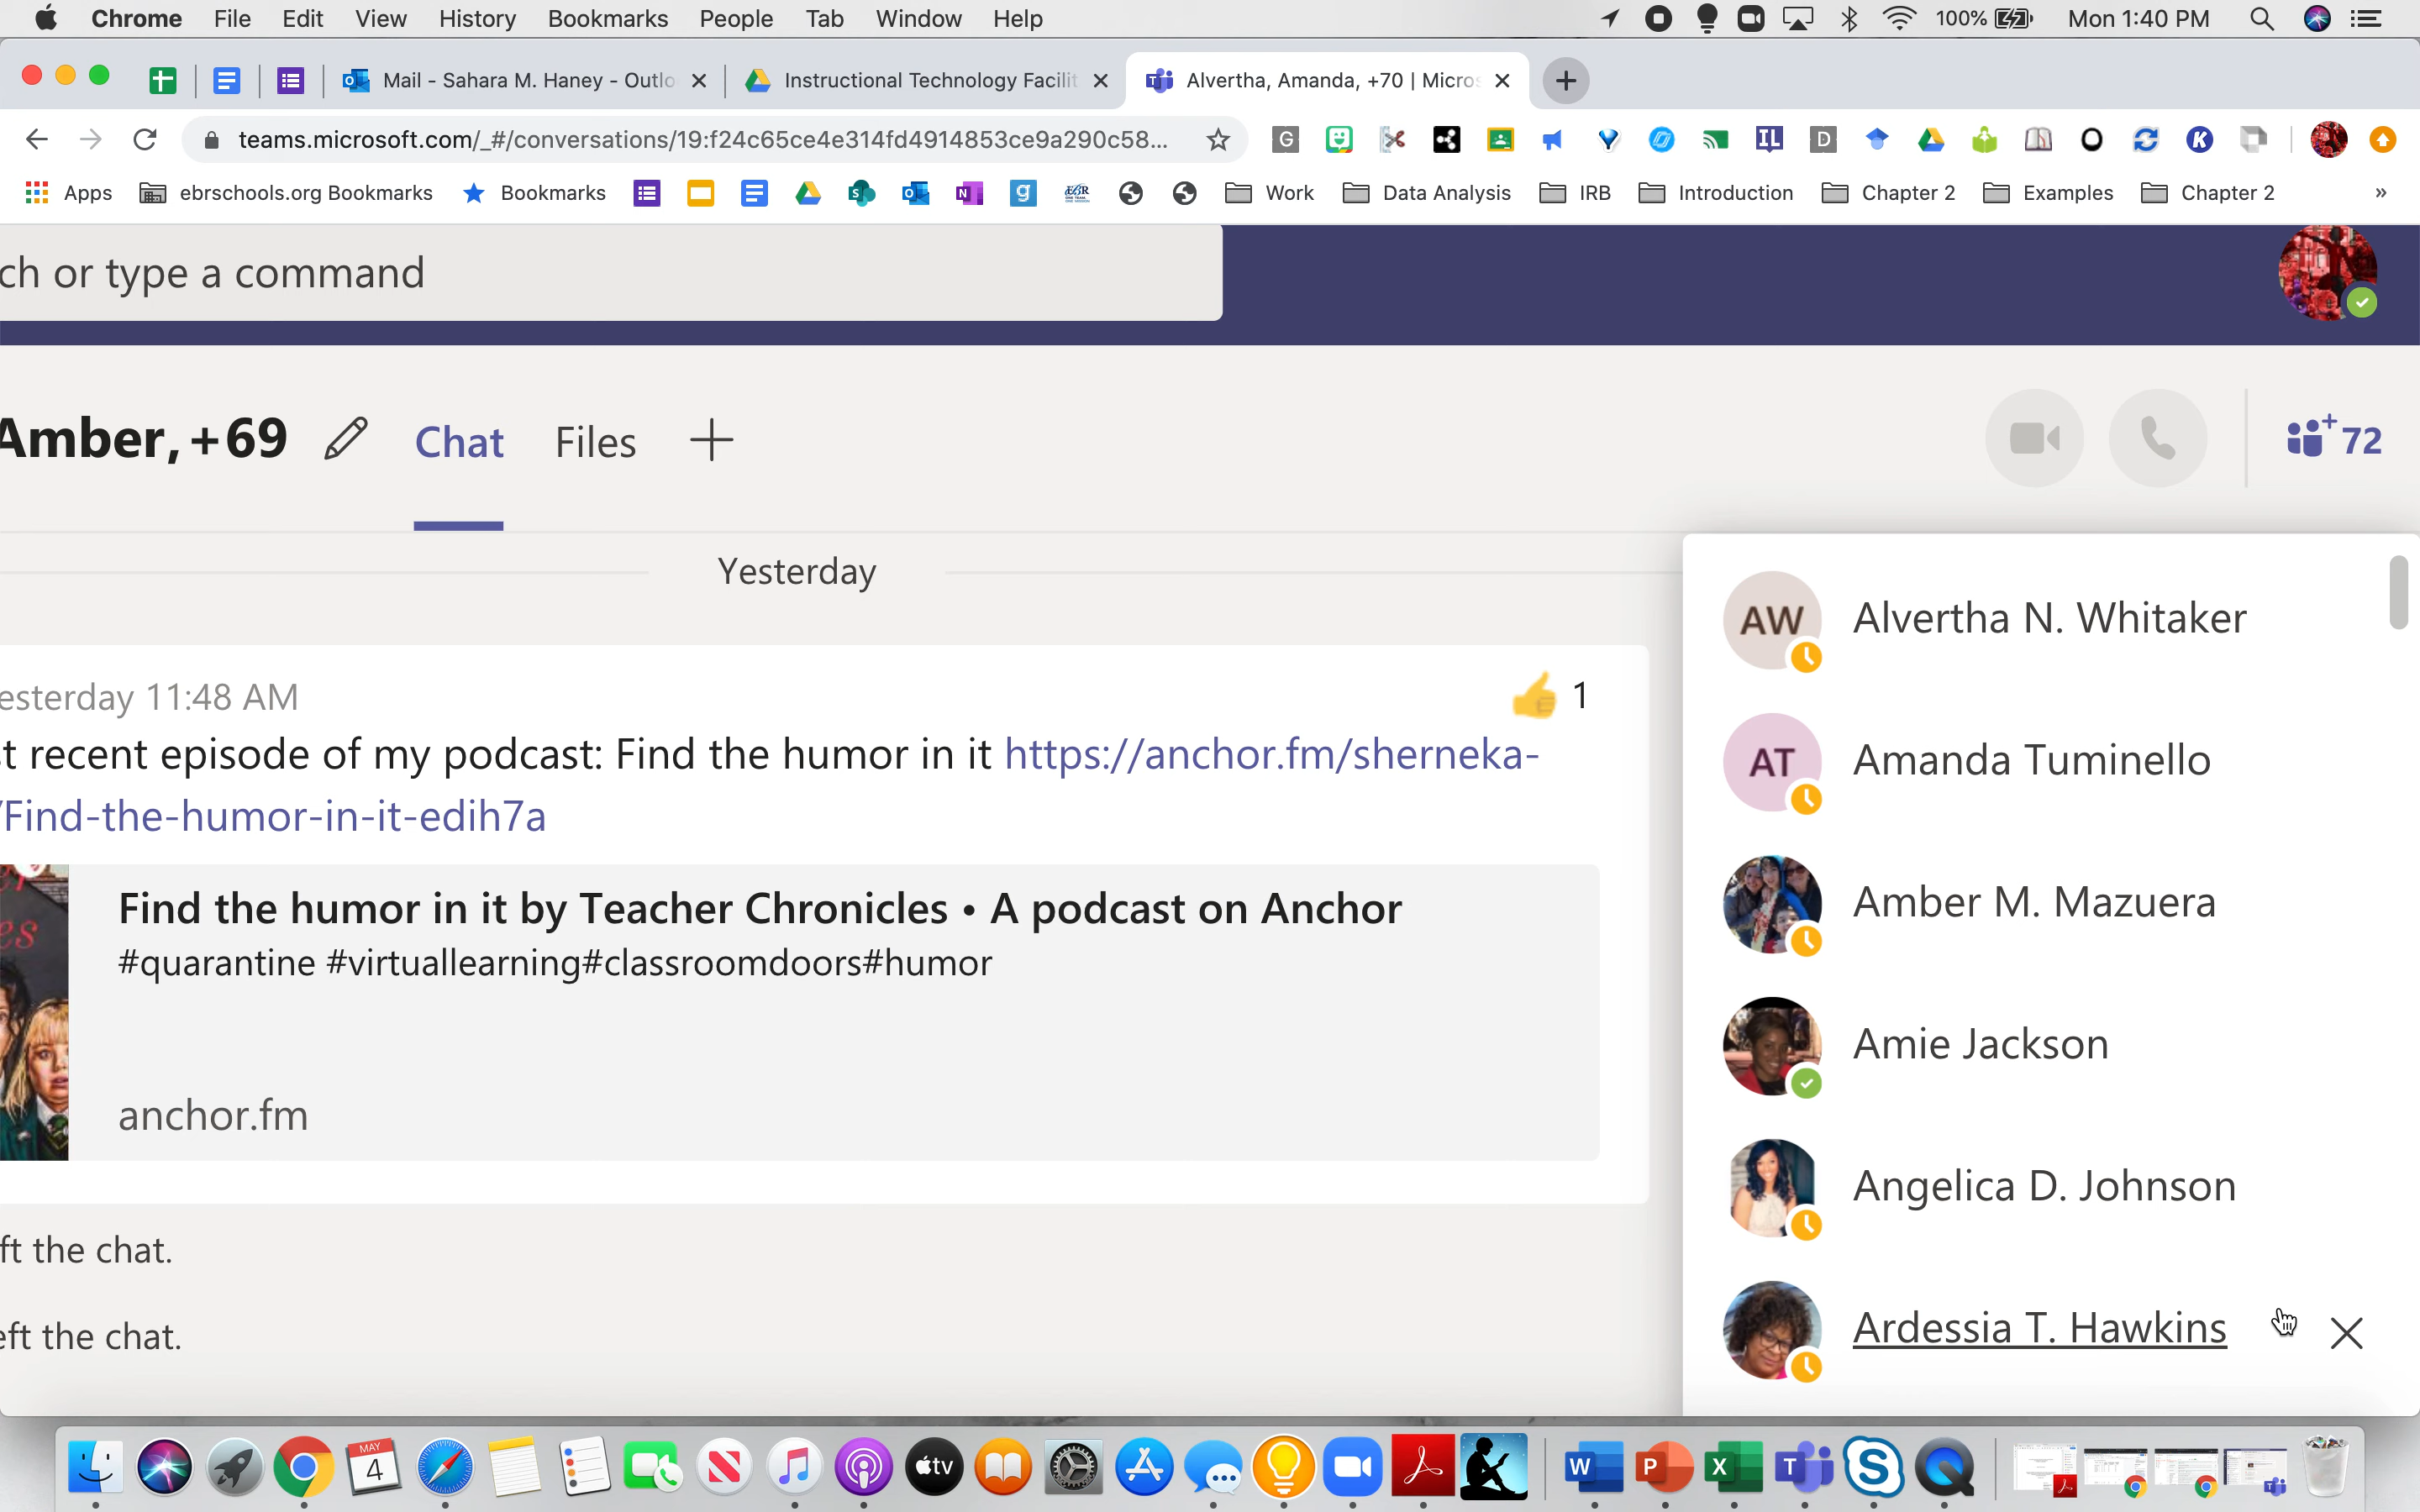 Chrome File Edit View History Bookmarks People Tab Window Help 100% Mon 1:40 PM
Mail - Sahara M. Haney - Outlo Instructional Technology Facilit Alvertha, Amanda, +70 | Micros
teams.microsoft.com/_#/conversations/19:f24c65ce4e314fd4914853ce9a290c58...
Apps ebrschools.org Bookmarks Bookmarks Work Data Analysis IRB Introduction Chapter 2 Examples Chapter 2 »
ch or type a command
Amber, +69 Chat Files 72
Yesterday
esterday 11:48 AM 1
t recent episode of my podcast: Find the humor in it https://anchor.fm/sherneka-
/Find-the-humor-in-it-edih7a
Find the humor in it by Teacher Chronicles • A podcast on Anchor
#quarantine #virtuallearning#classroomdoors#humor
anchor.fm
ft the chat.
eft the chat.
AW Alvertha N. Whitaker
AT Amanda Tuminello
Amber M. Mazuera
Amie Jackson
Angelica D. Johnson
Ardessia T. Hawkins
MAY
4
tv
W P X T S